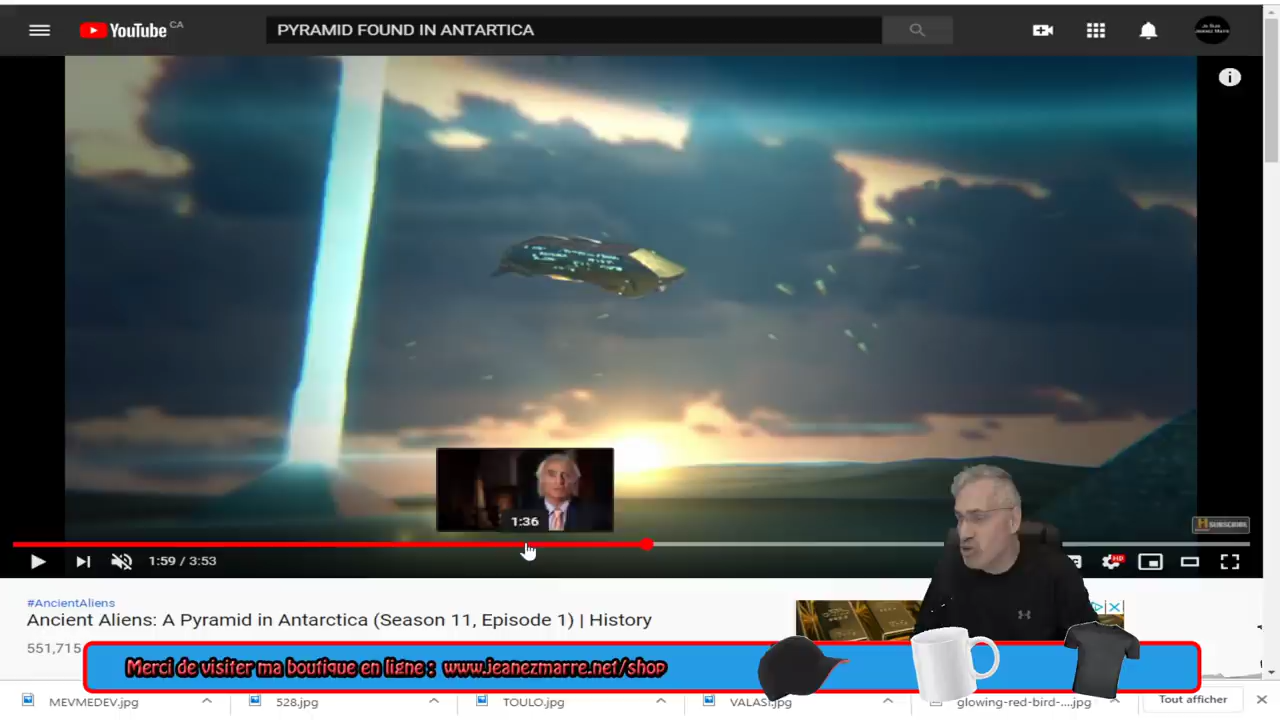 YouTube CA
PYRAMID FOUND IN ANTARTICA
1:36
1:59 / 3:53
HD
H SUBSCRIBE
#AncientAliens
Ancient Aliens: A Pyramid in Antarctica (Season 11, Episode 1) | History
551,715
Merci de visiter ma boutique en ligne : www.jeanezmarre.net/shop
MEVMEDEV.jpg
528.jpg
TOULO.jpg
VALASI.jpg
glowing-red-bird-....jpg
Tout afficher